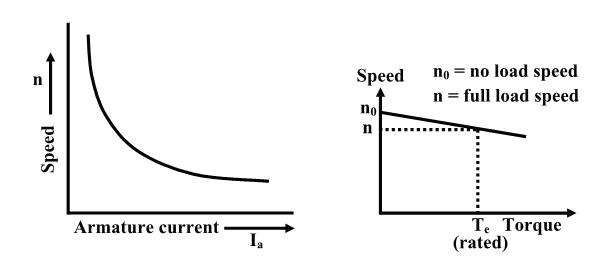 n
Speed
Armature current
Iₐ
Speed
n₀ = no load speed
n = full load speed
n₀
n
Tₑ Torque
(rated)